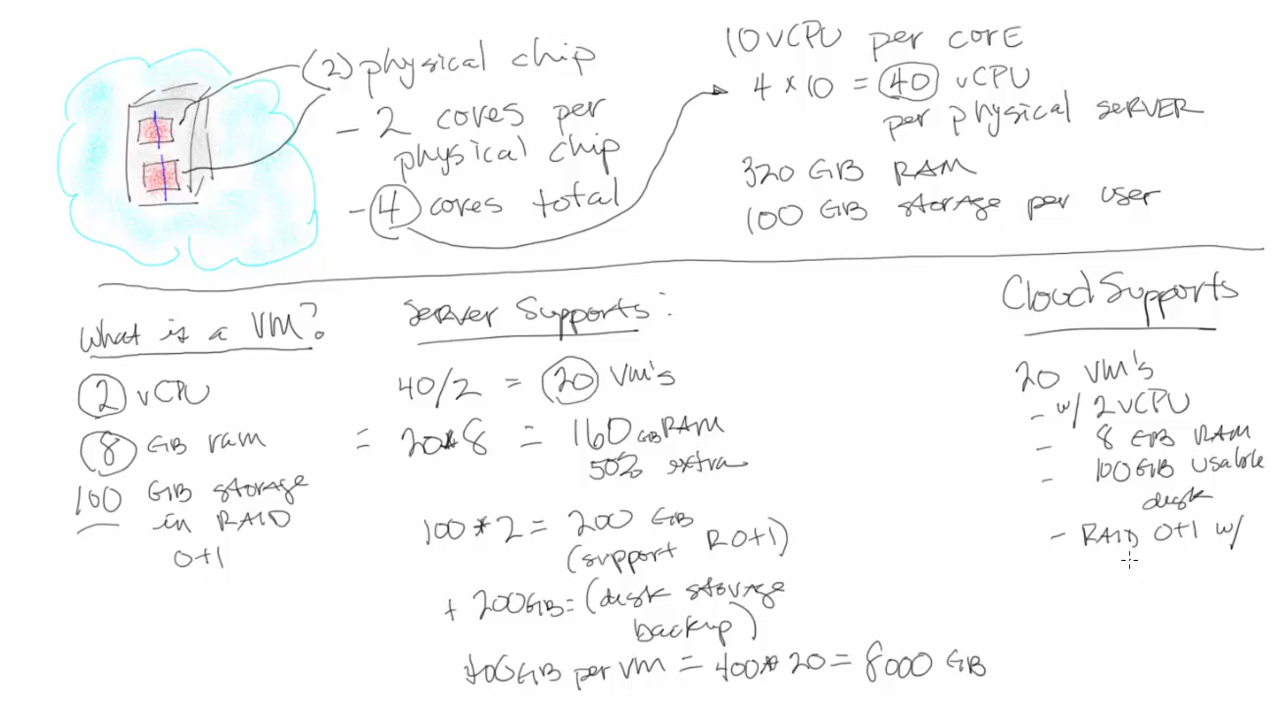 (2) physical chip
- 2 cores per
physical chip
- 4 cores total
10 vCPU per core
4 x 10 = 40 vCPU
per physical SERVER
320 GB RAM
100 GB storage per user
What is a VM?
2 vCPU
8 GB ram
100 GB storage
in RAID
0+1
Server Supports:
40/2 = 20 VM's
= 20*8 = 160 GB RAM
50% extra
100 * 2 = 200 GB
(support R0+1)
+ 200GB = (disk storage
backup)
400GB per VM = 400*20 = 8000 GB
Cloud Supports
20 VM's
- w/ 2vCPU
- 8 GB RAM
- 100GB usable
disk
- RAID 0+1 w/